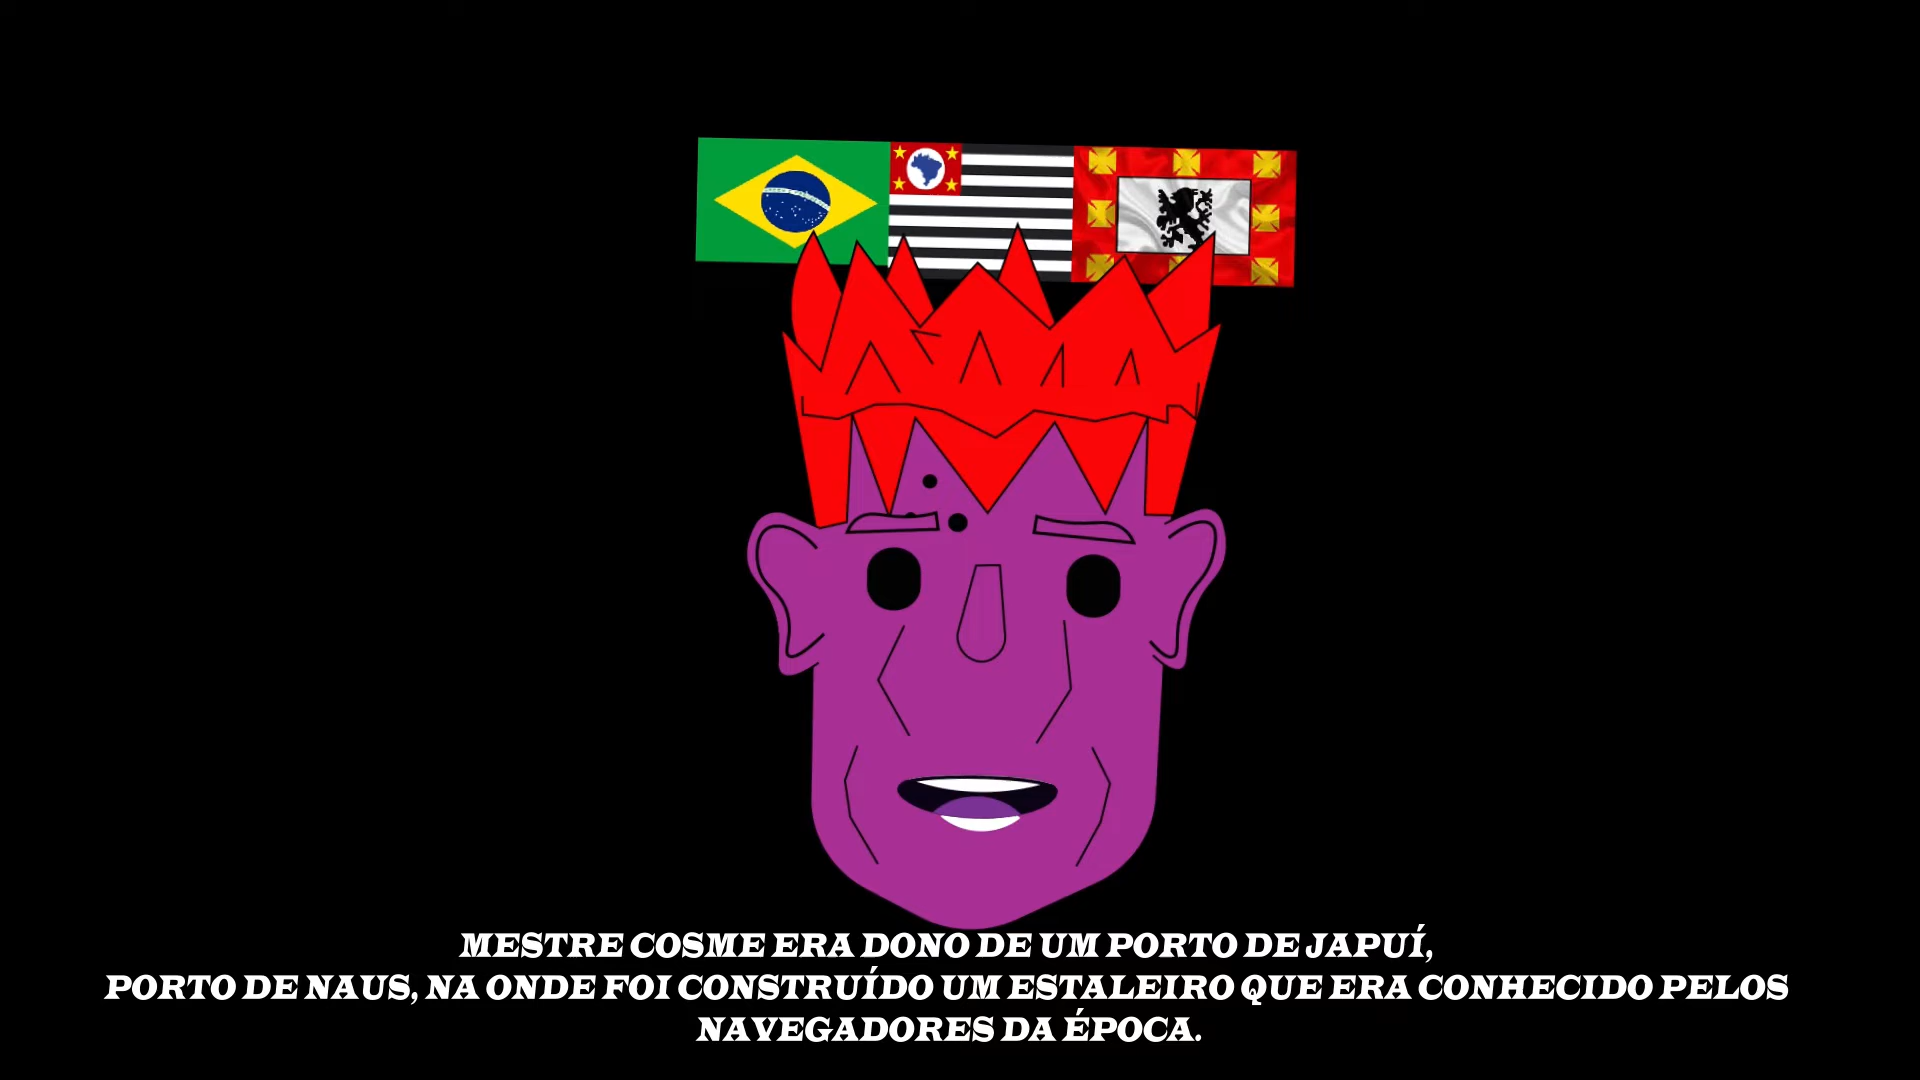 MESTRE COSME ERA DONO DE UM PORTO DE JAPUÍ,
PORTO DE NAUS, NA ONDE FOI CONSTRUÍDO UM ESTALEIRO QUE ERA CONHECIDO PELOS
NAVEGADORES DA ÉPOCA.